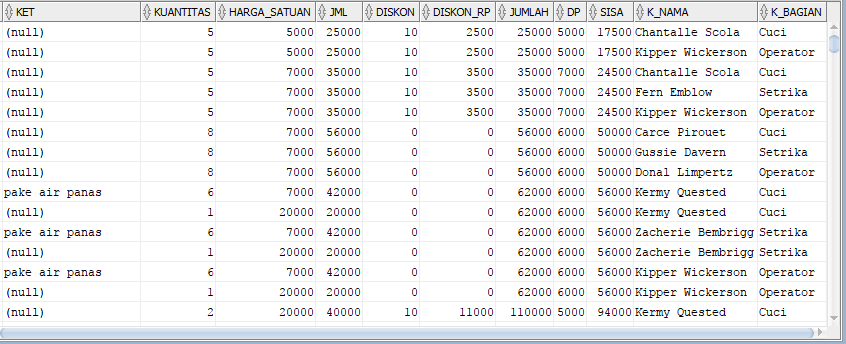 KET KUANTITAS HARGA_SATUAN JML DISKON DISKON_RP JUMLAH DP SISA K_NAMA K_BAGIAN
(null) 5 5000 25000 10 2500 25000 5000 17500 Chantalle Scola Cuci
(null) 5 5000 25000 10 2500 25000 5000 17500 Kipper Wickerson Operator
(null) 5 7000 35000 10 3500 35000 7000 24500 Chantalle Scola Cuci
(null) 5 7000 35000 10 3500 35000 7000 24500 Fern Emblow Setrika
(null) 5 7000 35000 10 3500 35000 7000 24500 Kipper Wickerson Operator
(null) 8 7000 56000 0 0 56000 6000 50000 Carce Pirouet Cuci
(null) 8 7000 56000 0 0 56000 6000 50000 Gussie Davern Setrika
(null) 8 7000 56000 0 0 56000 6000 50000 Donal Limpertz Operator
pake air panas 6 7000 42000 0 0 62000 6000 56000 Kermy Quested Cuci
(null) 1 20000 20000 0 0 62000 6000 56000 Kermy Quested Cuci
pake air panas 6 7000 42000 0 0 62000 6000 56000 Zacherie Bembrigg Setrika
(null) 1 20000 20000 0 0 62000 6000 56000 Zacherie Bembrigg Setrika
pake air panas 6 7000 42000 0 0 62000 6000 56000 Kipper Wickerson Operator
(null) 1 20000 20000 0 0 62000 6000 56000 Kipper Wickerson Operator
(null) 2 20000 40000 10 11000 110000 5000 94000 Kermy Quested Cuci